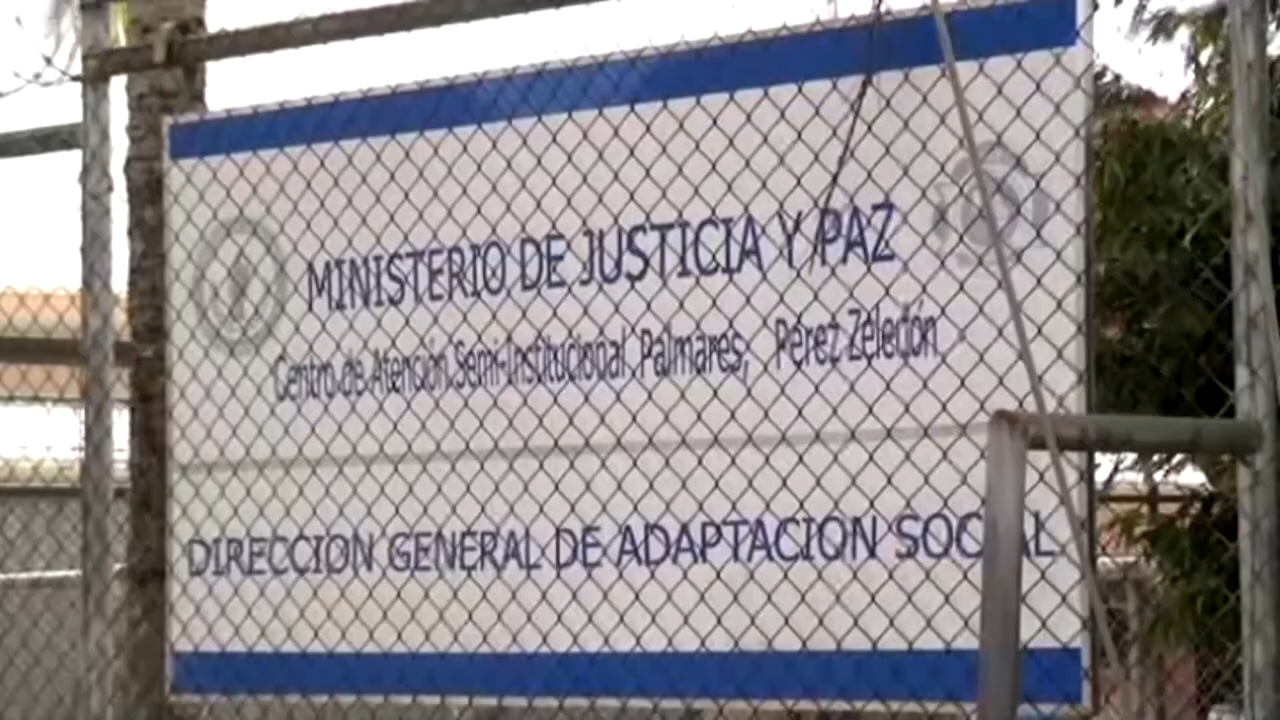 MINISTERIO DE JUSTICIA Y PAZ
Centro de Atención Semi-Institucional Palmares, Pérez Zeledón
DIRECCION GENERAL DE ADAPTACION SOCIAL